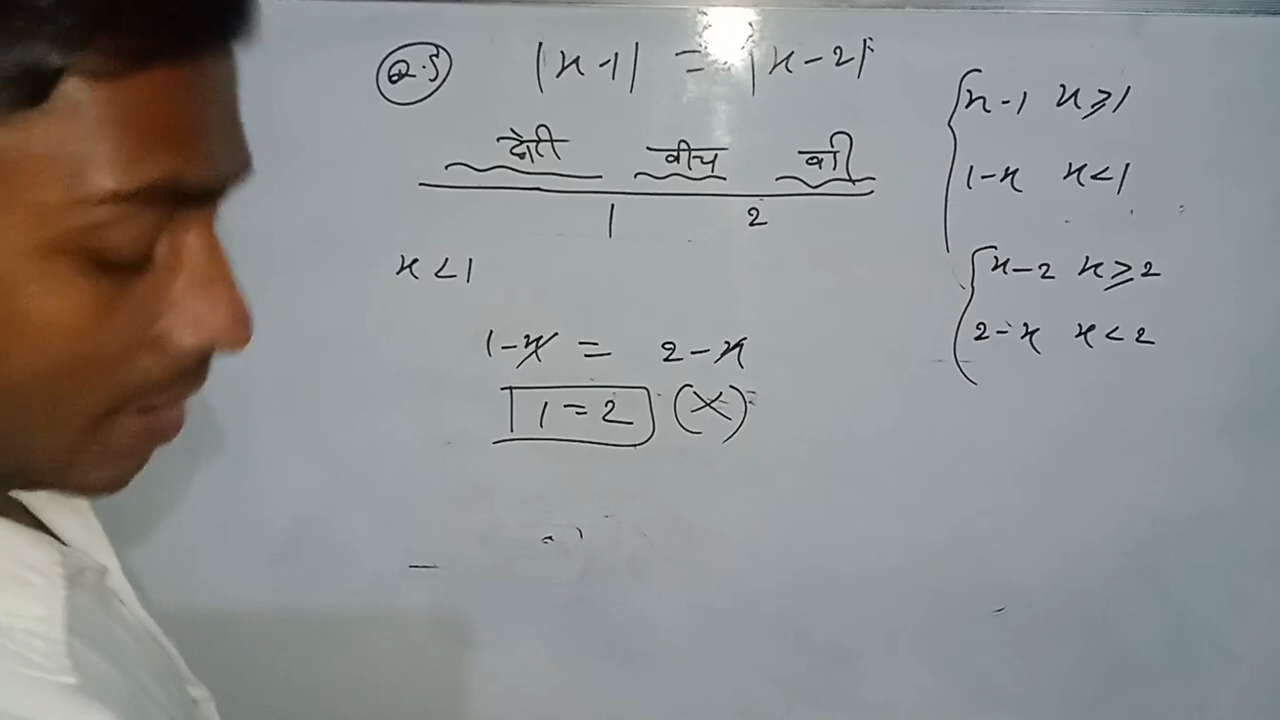 Q.5 |x-1| = |x-2|
छोटी बीच बड़ी
1 2
x<1
1-x = 2-x
1=2 (X)
x-1 x≥1
1-x x<1
x-2 x≥2
2-x x<2